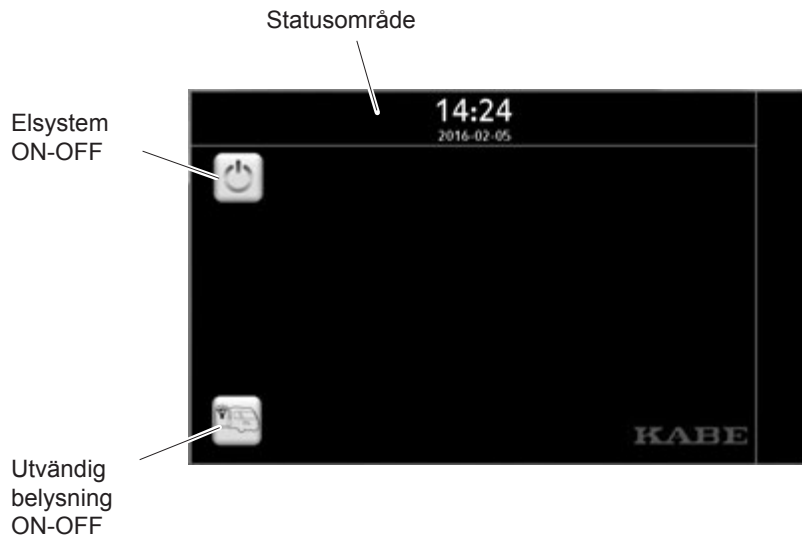 Statusområde
14:24
2016-02-05
Elsystem
ON-OFF
KABE
Utvändig
belysning
ON-OFF